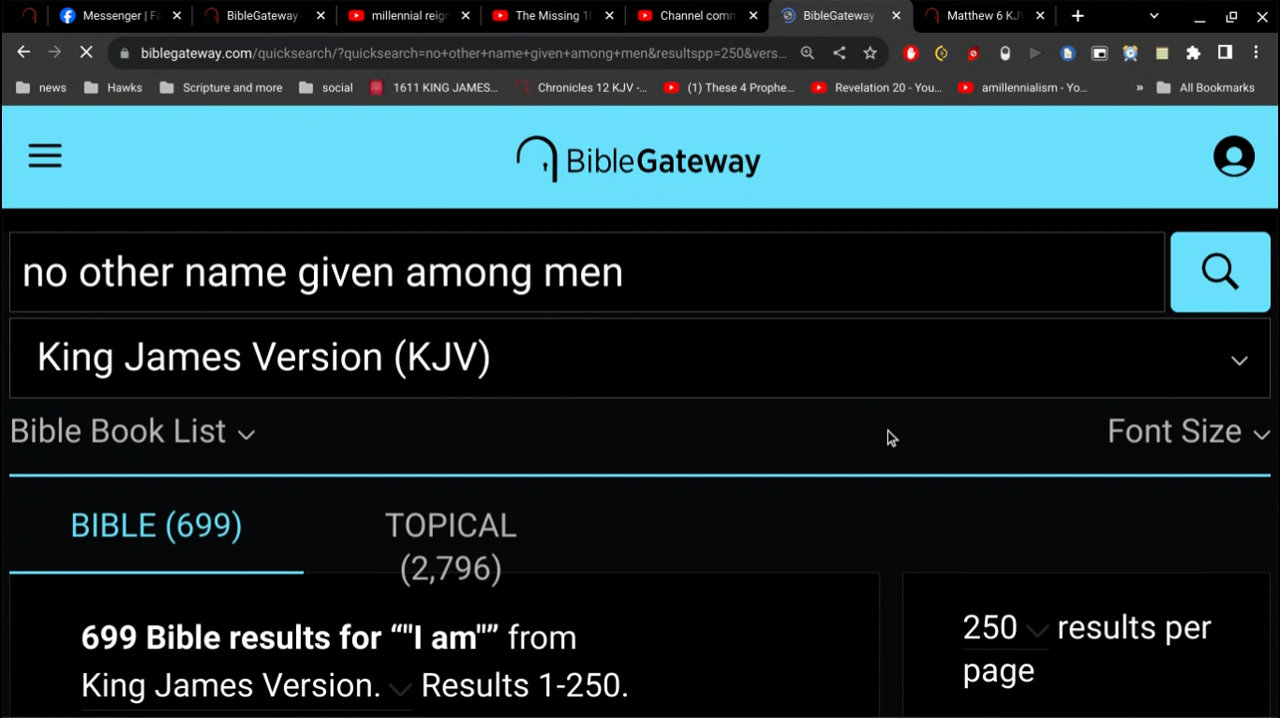 Messenger | F
BibleGateway
millennial reig
The Missing 1
Channel comm
BibleGateway
Matthew 6 KJ
biblegateway.com/quicksearch/?quicksearch=no+other+name+given+among+men&resultspp=250&vers...
news
Hawks
Scripture and more
social
1611 KING JAMES...
Chronicles 12 KJV -...
(1) These 4 Prophe...
Revelation 20 - You...
amillennialism - Yo...
»
All Bookmarks
BibleGateway
no other name given among men
King James Version (KJV)
Bible Book List
Font Size
BIBLE (699)
TOPICAL
(2,796)
699 Bible results for “"I am"” from
King James Version. Results 1-250.
250 results per
page